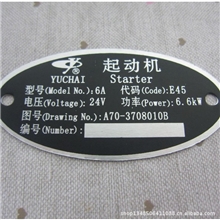 起动机
YUCHAI Starter
型号(Model No.): 6A 代码(Code): E45
电压(Voltage): 24V 功率(Power): 6.6kW
图号(Drawing No.): A70-3708010B
编号(Number):